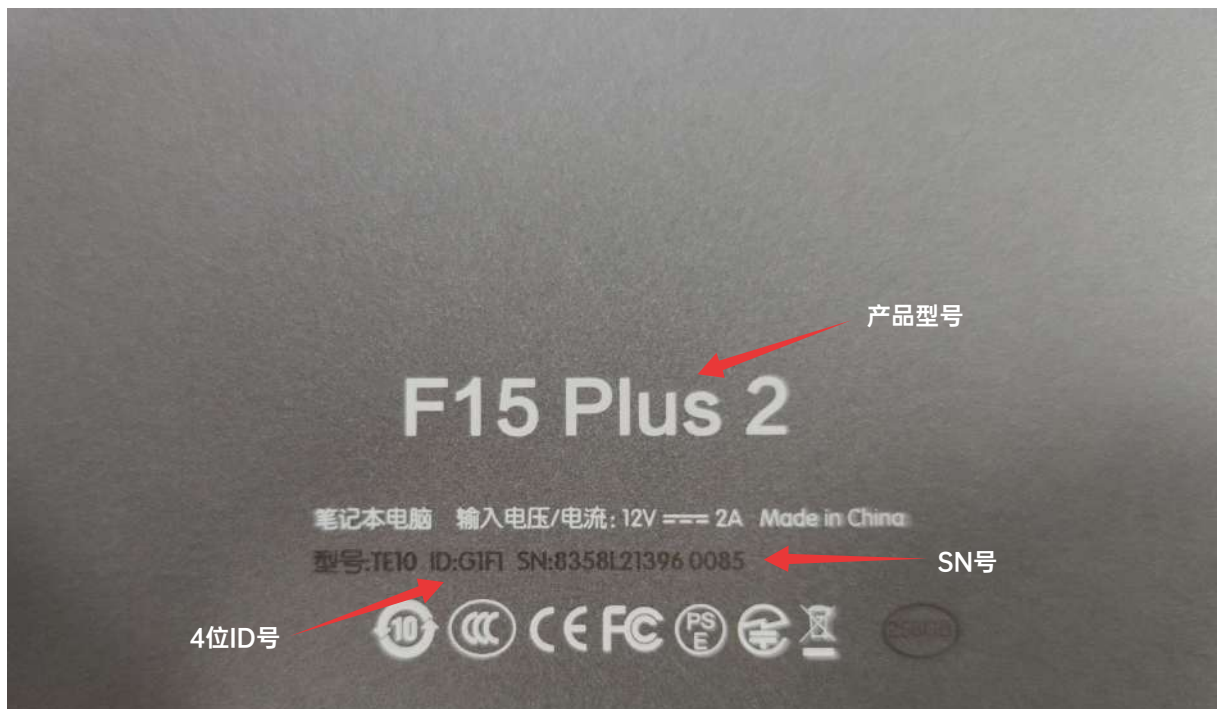 产品型号
F15 Plus 2
笔记本电脑 输入电压/电流: 12V 2A Made in China
型号:TE10 ID:G1F1 SN:8358L21396 0085
SN号
4位ID号
10 CCC CE FC PSE